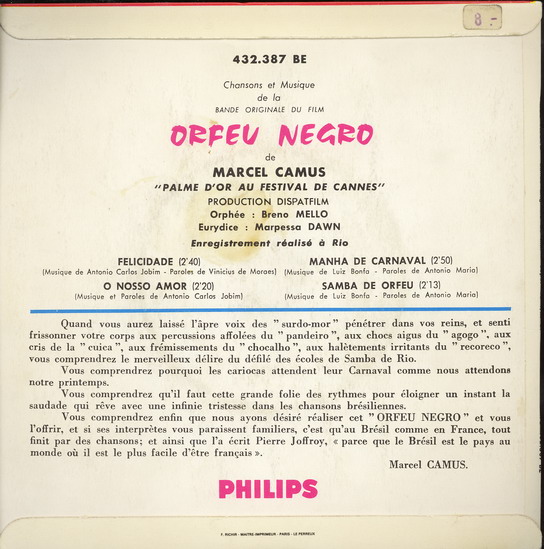 8 -
432.387 BE
Chansons et Musique
de la
BANDE ORIGINALE DU FILM
ORFEU NEGRO
de
MARCEL CAMUS
"PALME D'OR AU FESTIVAL DE CANNES"
PRODUCTION DISPATFILM
Orphée : Breno MELLO
Eurydice : Marpessa DAWN
Enregistrement réalisé à Rio
FELICIDADE (2'40)
(Musique de Antonio Carlos Jobim - Paroles de Vinicius de Moraes)
MANHA DE CARNAVAL (2'50)
(Musique de Luiz Bonfa - Paroles de Antonio Maria)
O NOSSO AMOR (2'20)
(Musique et Paroles de Antonio Carlos Jobim)
SAMBA DE ORFEU (2'13)
(Musique de Luiz Bonfa - Paroles de Antonio Maria)
Quand vous aurez laissé l'âpre voix des " surdo-mor " pénétrer dans vos reins, et senti
frissonner votre corps aux percussions affolées du " pandeiro ", aux chocs aigus du " agogo ", aux
cris de la " cuica ", aux frémissements du " chocalho ", aux halètements irritants du " recoreco ",
vous comprendrez le merveilleux délire du défilé des écoles de Samba de Rio.
Vous comprendrez pourquoi les cariocas attendent leur Carnaval comme nous attendons
notre printemps.
Vous comprendrez qu'il faut cette grande folie des rythmes pour éloigner un instant la
saudade qui rêve avec une infinie tristesse dans les chansons brésiliennes.
Vous comprendrez enfin que nous ayons désiré réaliser cet " ORFEU NEGRO " et vous
l'offrir, et si ses interprètes vous paraissent familiers, c'est qu'au Brésil comme en France, tout
finit par des chansons; et ainsi que l'a écrit Pierre Joffroy, « parce que le Brésil est le pays au
monde où il est le plus facile d'être français ».
Marcel CAMUS.
PHILIPS
F. RICHIR - MAITRE-IMPRIMEUR - PARIS - LE PERREUX